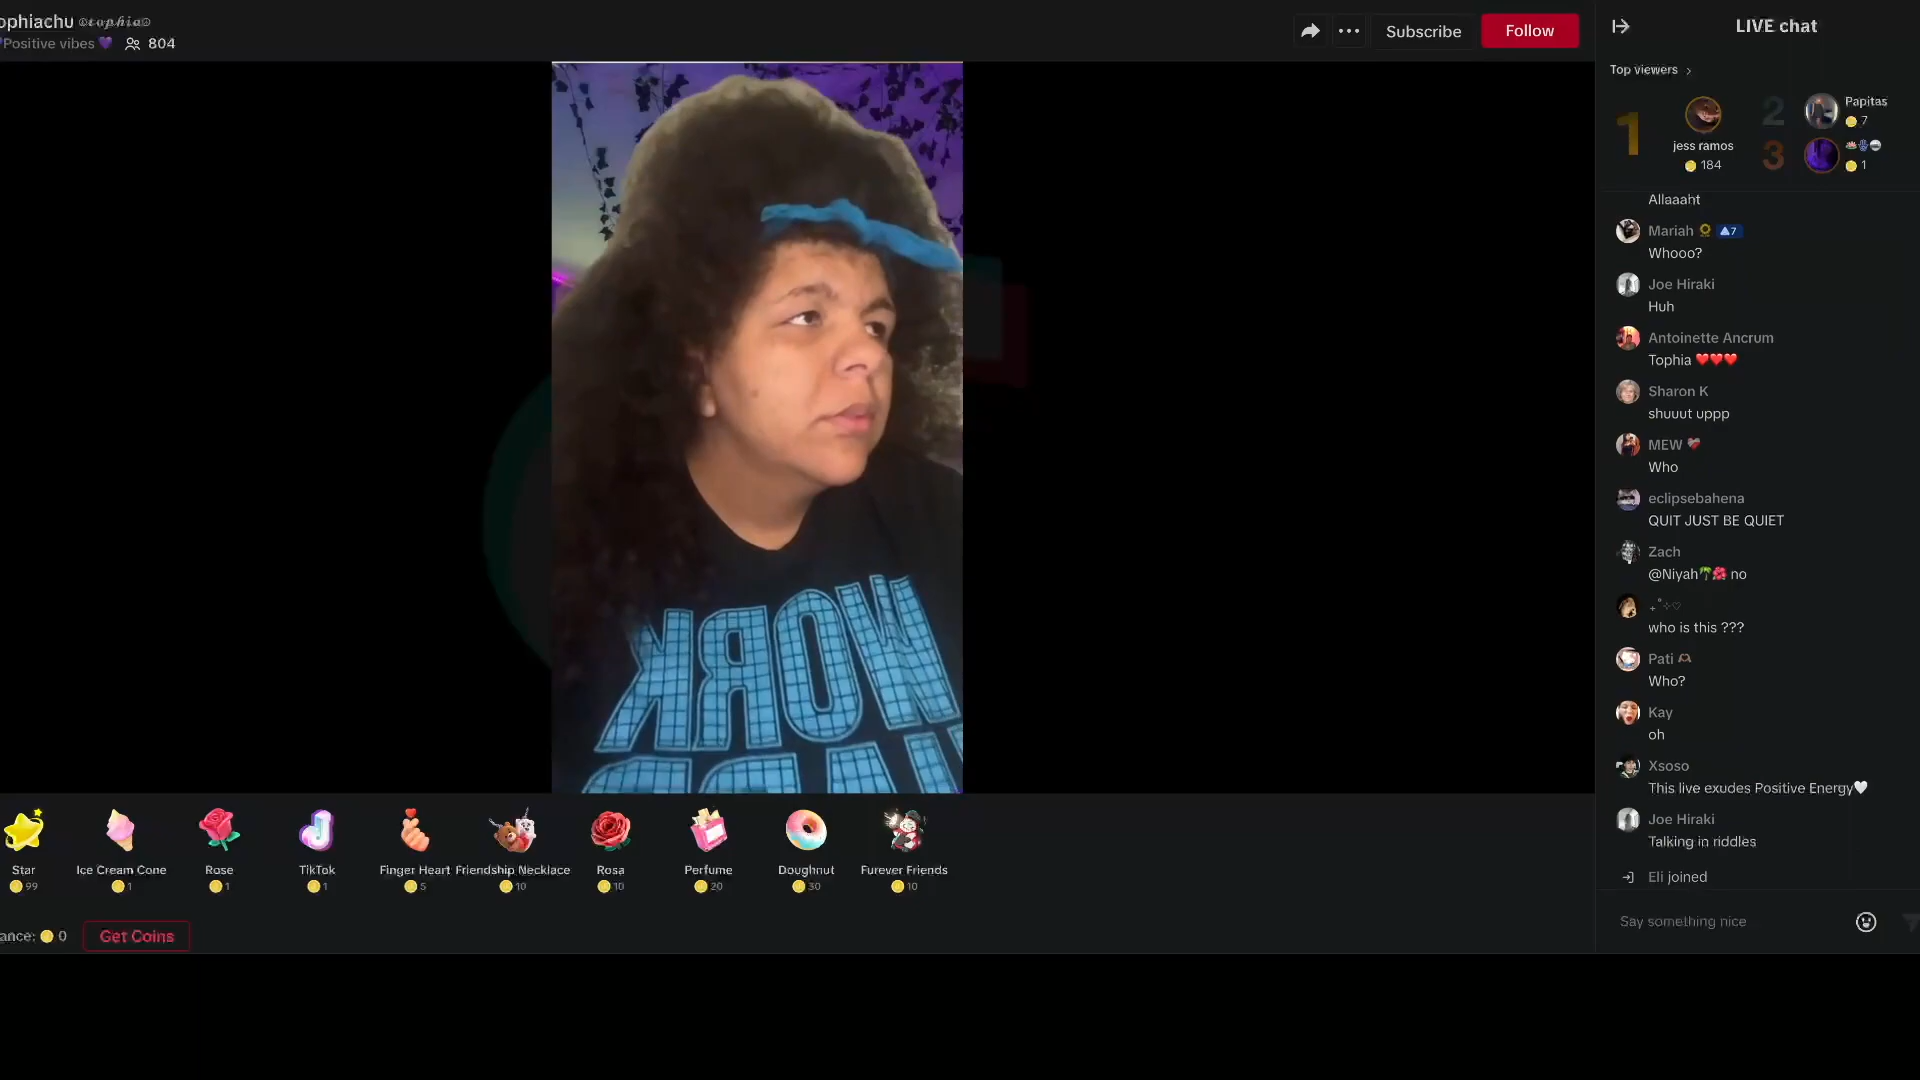 ophiachu @tophia
Positive vibes 💜 804
Subscribe
Follow
LIVE chat
Top viewers >
1
jess ramos
184
2
Papitas
7
3
1
Allaaaht
Mariah 7
Whooo?
Joe Hiraki
Huh
Antoinette Ancrum
Tophia ❤️❤️❤️
Sharon K
shuuut uppp
MEW
Who
eclipsebahena
QUIT JUST BE QUIET
Zach
@Niyah🌴🌺 no
who is this ???
Pati
Who?
Kay
oh
Xsoso
This live exudes Positive Energy🤍
Joe Hiraki
Talking in riddles
Eli joined
Say something nice
WORK
HARD
Star
99
Ice Cream Cone
1
Rose
1
TikTok
1
Finger Heart
5
Friendship Necklace
10
Rosa
10
Perfume
20
Doughnut
30
Furever Friends
10
ance: 0
Get Coins